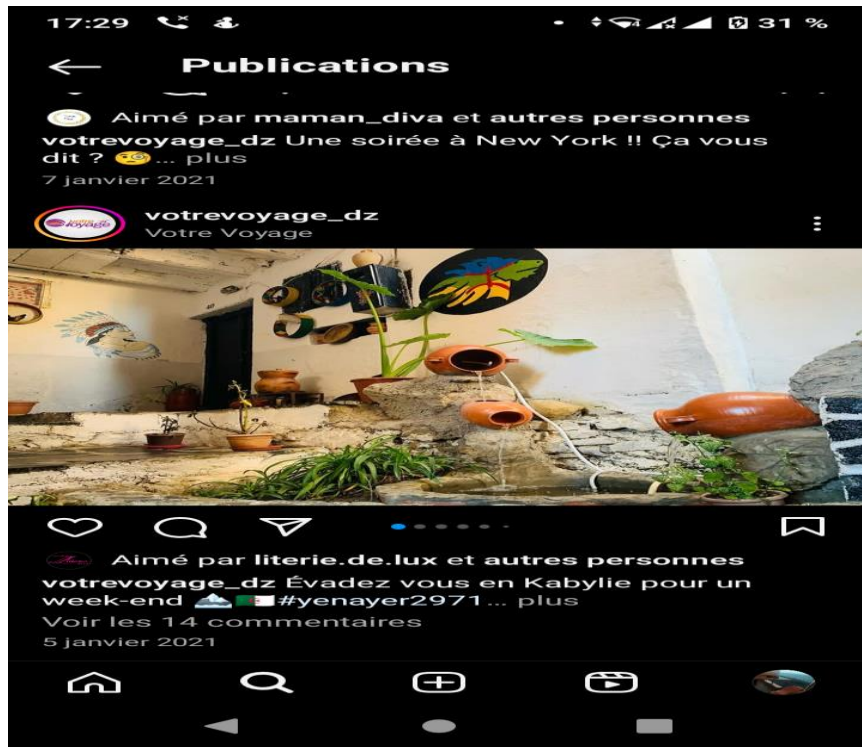 17:29 31 %
Publications
Aimé par maman_diva et autres personnes
votrevoyage_dz Une soirée à New York !! Ça vous
dit ? 🧐... plus
7 janvier 2021
votrevoyage_dz
Votre Voyage
Aimé par literie.de.lux et autres personnes
votrevoyage_dz Évadez vous en Kabylie pour un
week-end 🏔️🇩🇿#yenayer2971... plus
Voir les 14 commentaires
5 janvier 2021